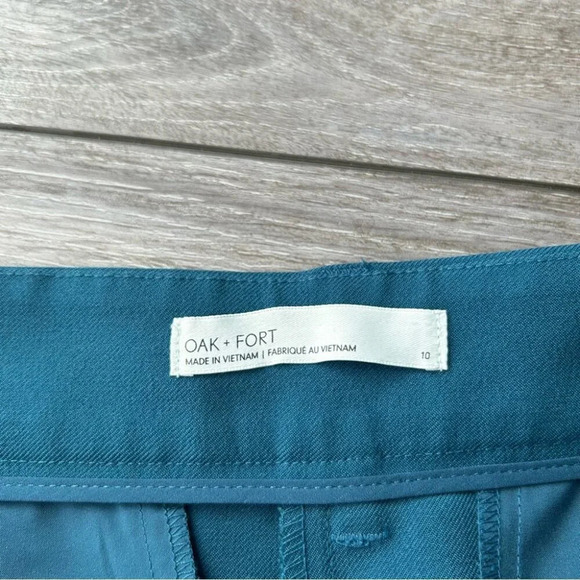 OAK + FORT
MADE IN VIETNAM | FABRIQUÉ AU VIETNAM 10